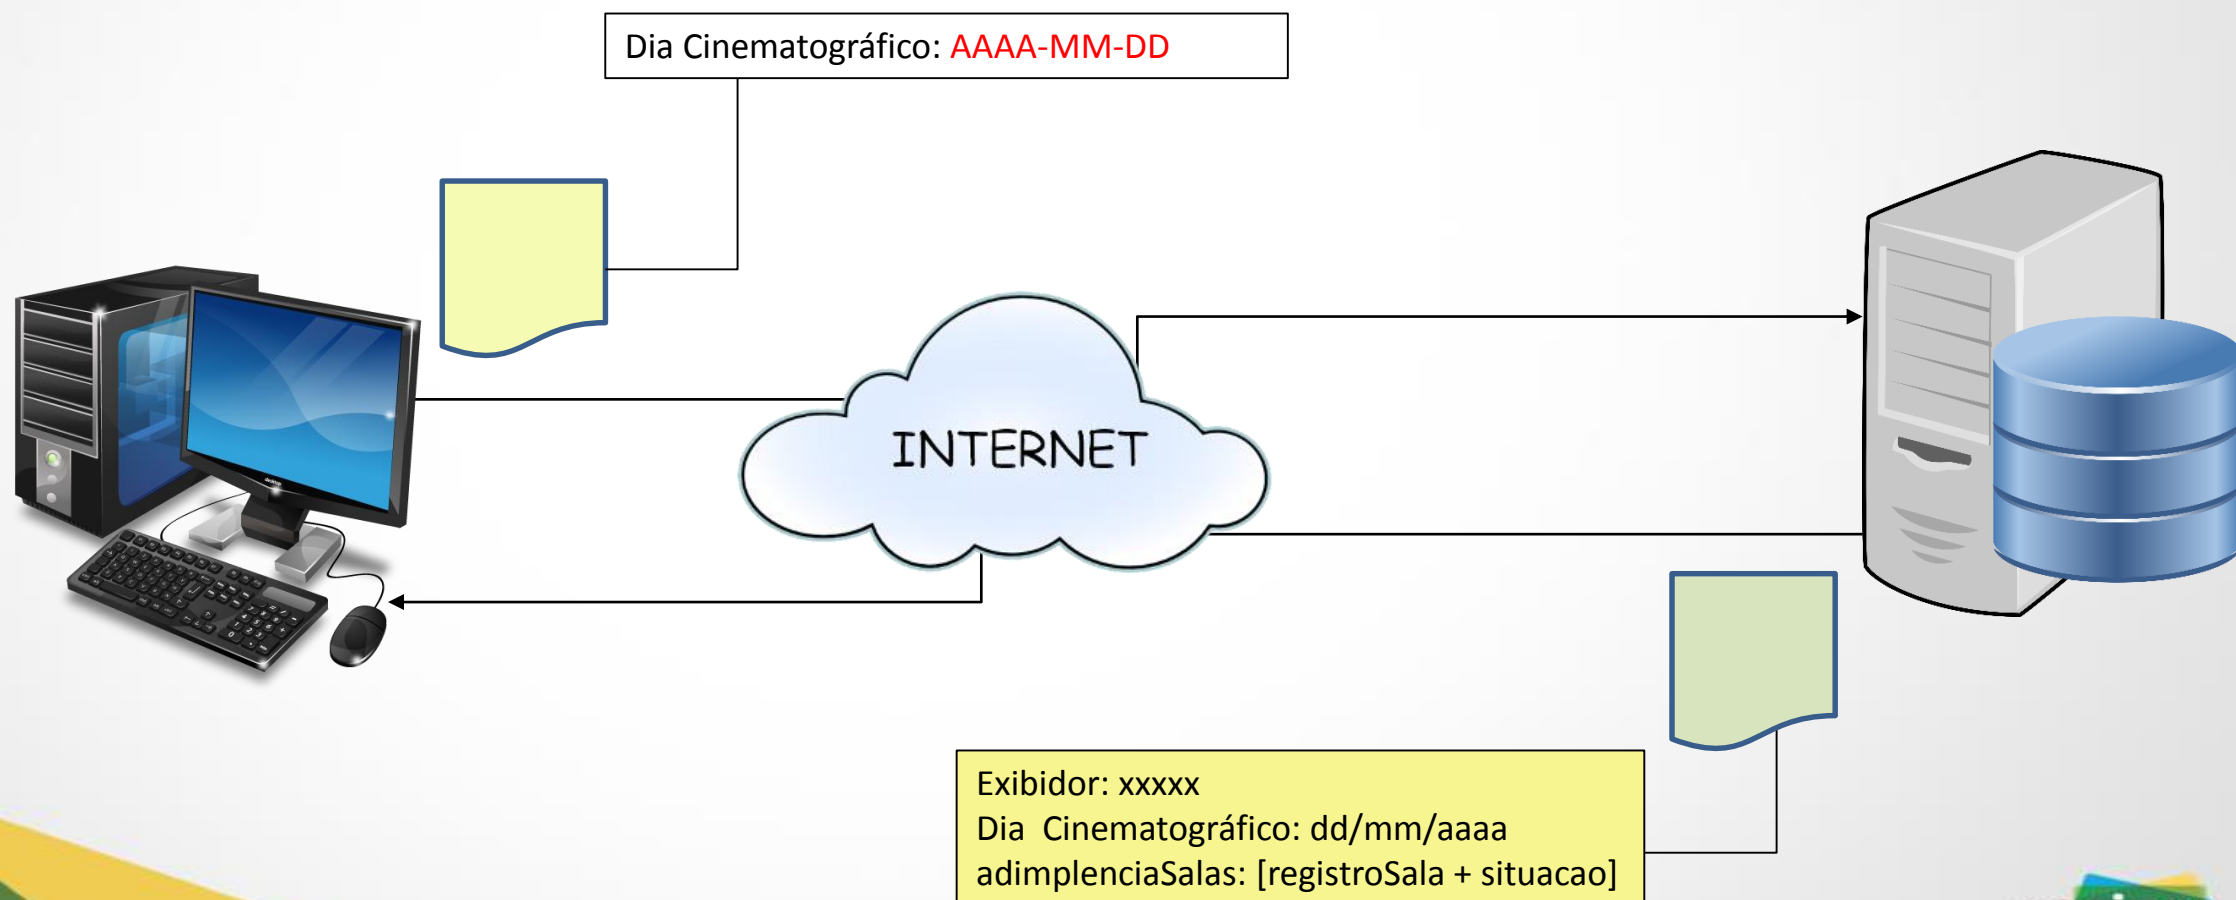 Dia Cinematográfico: AAAA-MM-DD
INTERNET
Exibidor: xxxxx
Dia  Cinematográfico: dd/mm/aaaa
adimplenciaSalas: [registroSala + situacao]